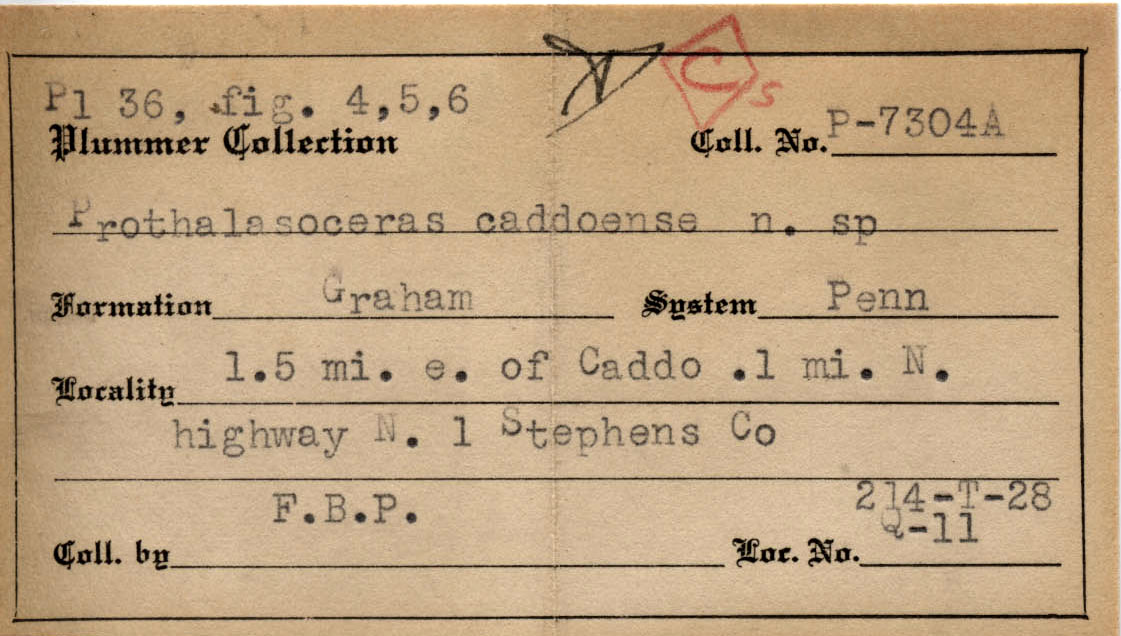 Pl 36, fig. 4,5,6
Plummer Collection Coll. No. P-7304A
C s
Prothalasoceras caddoense n. sp
Formation Graham System Penn
Locality 1.5 mi. e. of Caddo .1 mi. N.
highway N. 1 Stephens Co
F.B.P. 214-T-28
Q-11
Coll. by Loc. No.